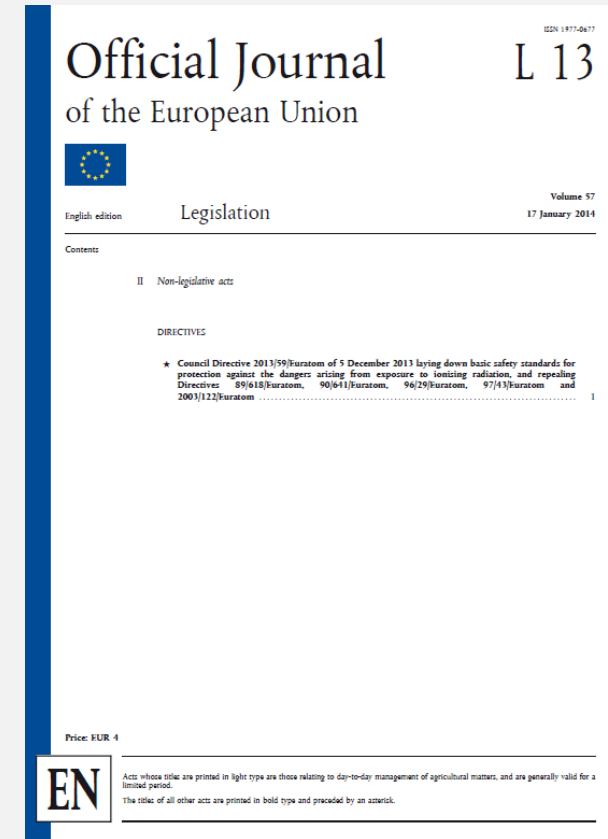 ISSN 1977-0677
Official Journal
L 13
of the European Union
Volume 57
English edition
Legislation
17 January 2014
Contents
II Non-legislative acts
DIRECTIVES
★ Council Directive 2013/59/Euratom of 5 December 2013 laying down basic safety standards for
protection against the dangers arising from exposure to ionising radiation, and repealing
Directives 89/618/Euratom, 90/641/Euratom, 96/29/Euratom, 97/43/Euratom and
2003/122/Euratom ........................................................................ 1
Price: EUR 4
EN
Acts whose titles are printed in light type are those relating to day-to-day management of agricultural matters, and are generally valid for a
limited period.
The titles of all other acts are printed in bold type and preceded by an asterisk.